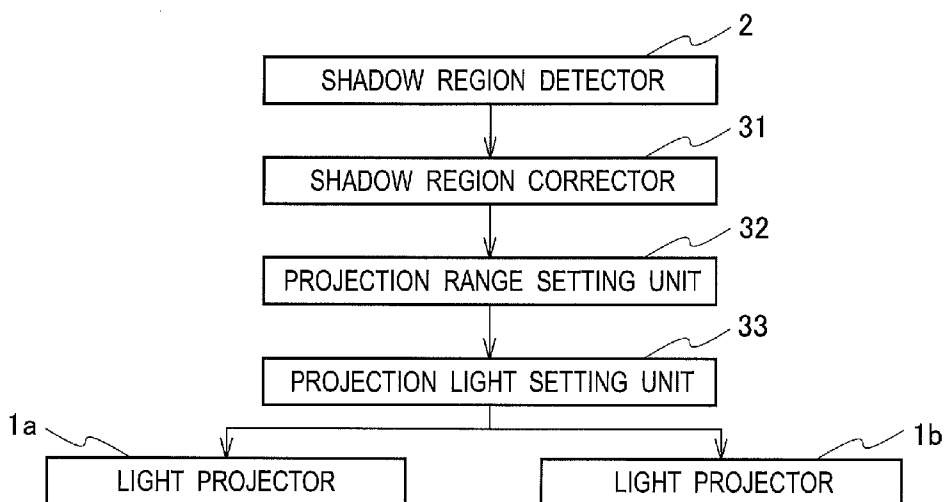 2
SHADOW REGION DETECTOR
31
SHADOW REGION CORRECTOR
32
PROJECTION RANGE SETTING UNIT
33
PROJECTION LIGHT SETTING UNIT
1a
1b
LIGHT PROJECTOR
LIGHT PROJECTOR